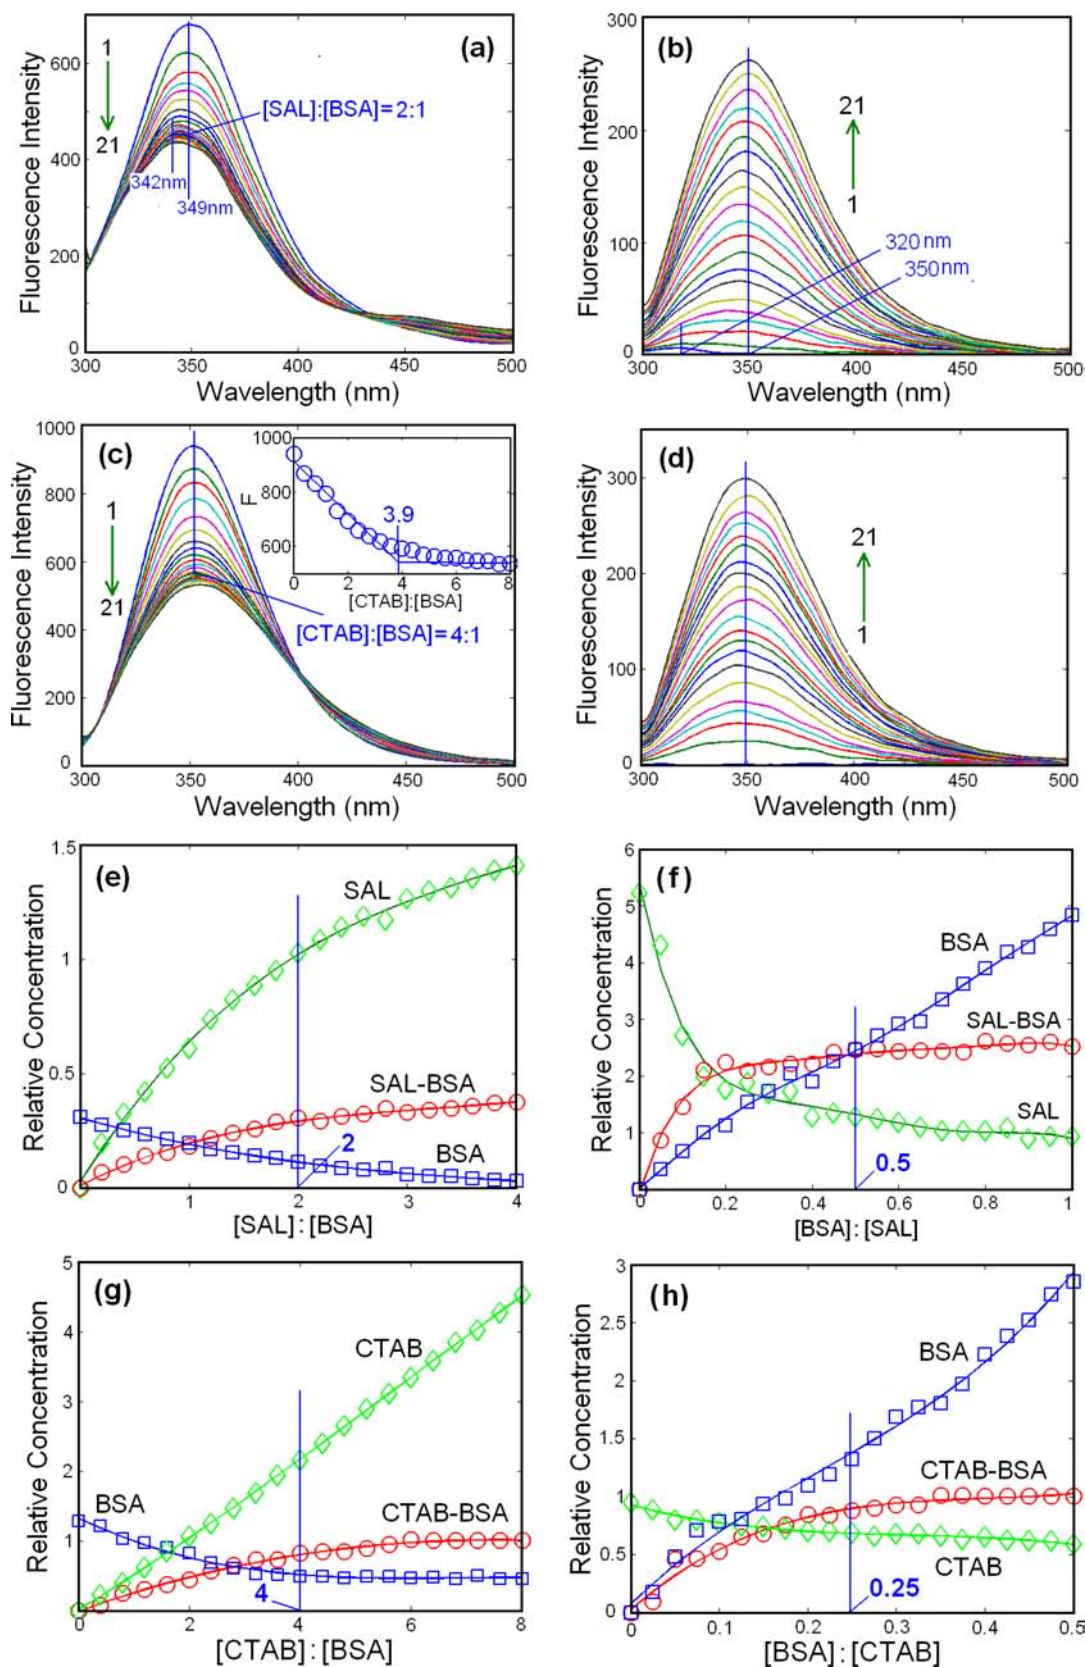 (a)
Fluorescence Intensity
600
400
200
0
1
21
[SAL]:[BSA]=2:1
342nm
349nm
300 350 400 450 500
Wavelength (nm)
(b)
Fluorescence Intensity
300
200
100
0
21
1
320nm
350nm
300 350 400 450 500
Wavelength (nm)
(c)
Fluorescence Intensity
1000
800
600
400
200
0
1
21
F
1000
800
600
3.9
0 2 4 6 8
[CTAB]:[BSA]
[CTAB]:[BSA]=4:1
300 350 400 450 500
Wavelength (nm)
(d)
Fluorescence Intensity
300
200
100
0
21
1
300 350 400 450 500
Wavelength (nm)
(e)
Relative Concentration
1.5
1
0.5
0
SAL
SAL-BSA
BSA
2
0 1 2 3 4
[SAL]:[BSA]
(f)
Relative Concentration
6
5
4
3
2
1
0
BSA
SAL-BSA
SAL
0.5
0 0.2 0.4 0.6 0.8 1
[BSA]:[SAL]
(g)
Relative Concentration
5
4
3
2
1
0
CTAB
BSA
CTAB-BSA
4
0 2 4 6 8
[CTAB]:[BSA]
(h)
Relative Concentration
3
2.5
2
1.5
1
0.5
0
BSA
CTAB-BSA
CTAB
0.25
0 0.1 0.2 0.3 0.4 0.5
[BSA]:[CTAB]